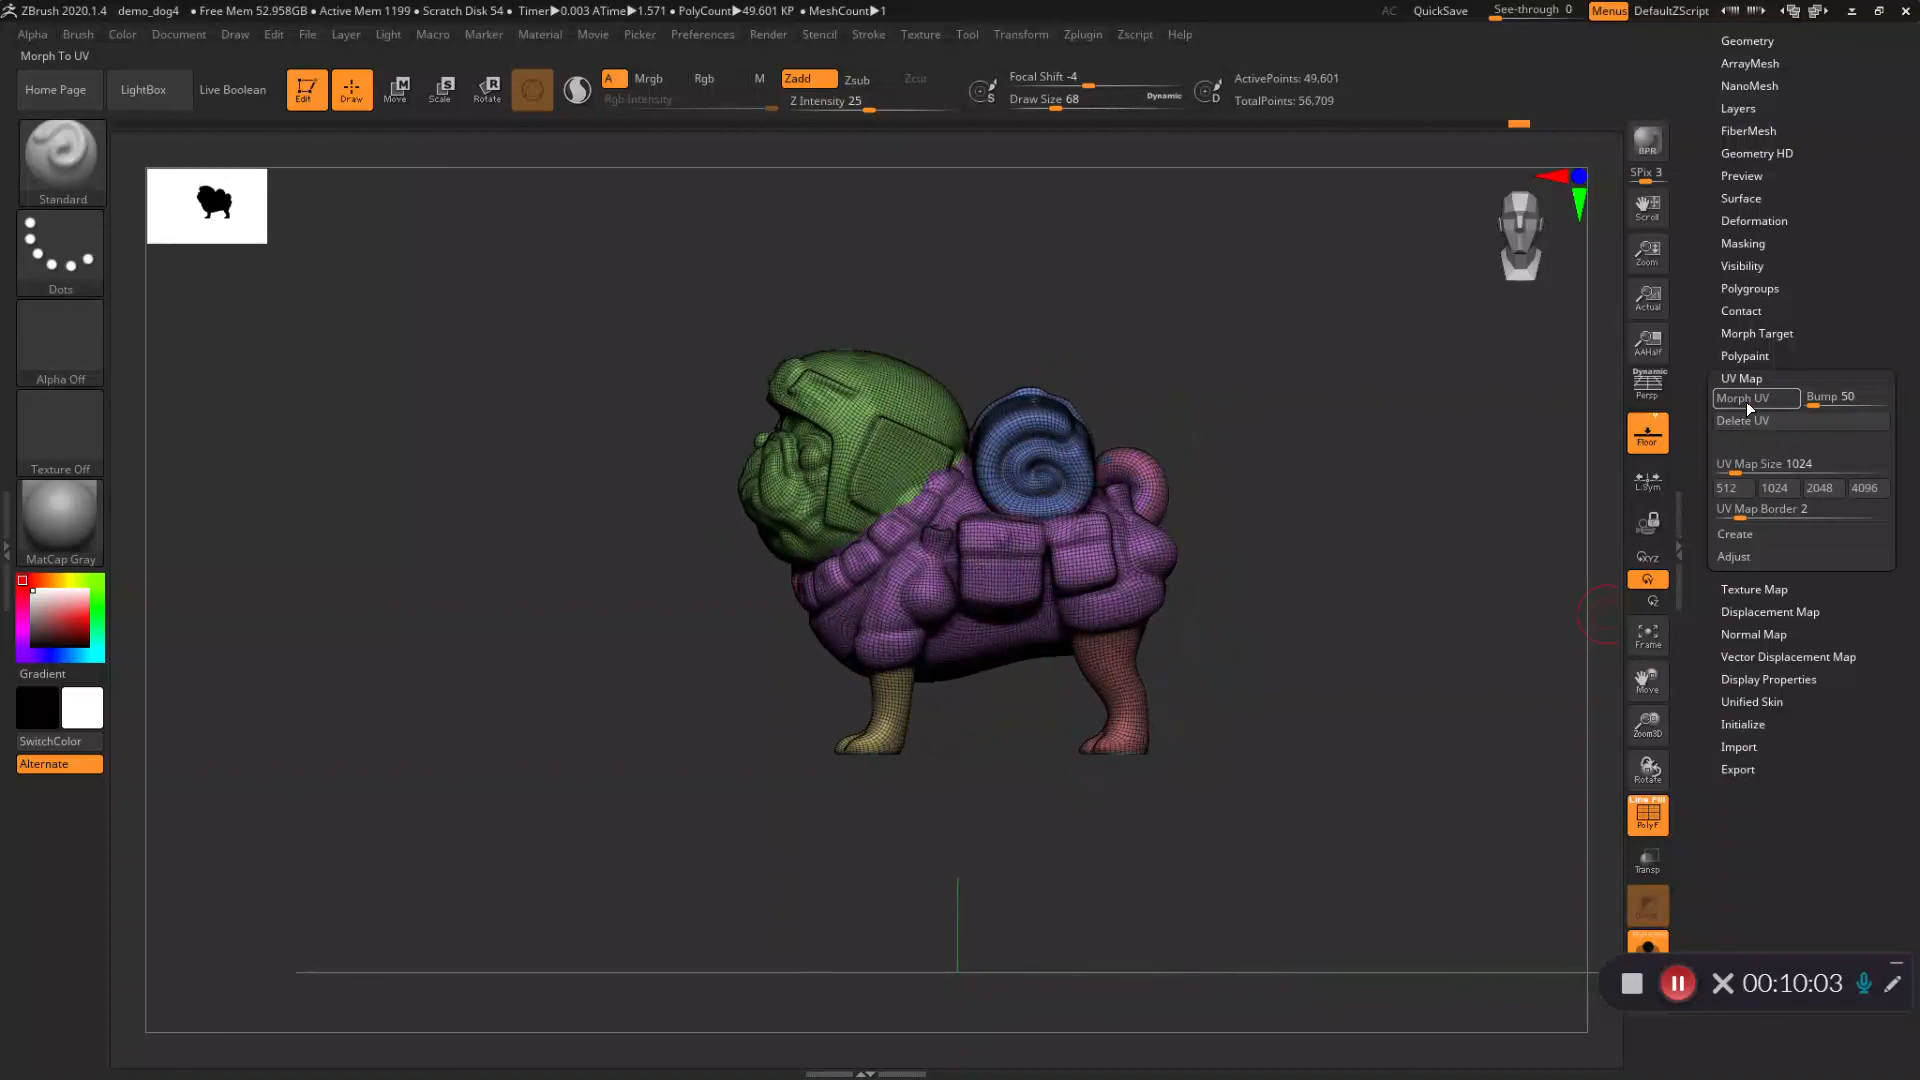 ZBrush 2020.1.4 demo_dog4 ● Free Mem 52.958GB ● Active Mem 1199 ● Scratch Disk 54 ● Timer▶0.003 ATime▶1.571 ● PolyCount▶49.601 KP ● MeshCount▶1 AC QuickSave See-through 0 Menus DefaultZScript
Alpha Brush Color Document Draw Edit File Layer Light Macro Marker Material Movie Picker Preferences Render Stencil Stroke Texture Tool Transform Zplugin Zscript Help
Morph To UV
Home Page LightBox Live Boolean
Edit Draw Move Scale Rotate
A Mrgb Rgb M Zadd Zsub Zcut
Rgb Intensity Z Intensity 25
S Focal Shift -4
Draw Size 68 Dynamic D
ActivePoints: 49,601
TotalPoints: 56,709
Standard
Dots
Alpha Off
Texture Off
MatCap Gray
Gradient
SwitchColor
Alternate
BPR
SPix 3
Scroll
Zoom
Actual
AAHalf
Dynamic
Persp
Floor
L.Sym
XYZ
Y
Z
Frame
Move
Zoom3D
Rotate
Line Fill
PolyF
Transp
Geometry
ArrayMesh
NanoMesh
Layers
FiberMesh
Geometry HD
Preview
Surface
Deformation
Masking
Visibility
Polygroups
Contact
Morph Target
Polypaint
UV Map
Morph UV Bump 50
Delete UV
UV Map Size 1024
512 1024 2048 4096
UV Map Border 2
Create
Adjust
Texture Map
Displacement Map
Normal Map
Vector Displacement Map
Display Properties
Unified Skin
Initialize
Import
Export
00:10:03